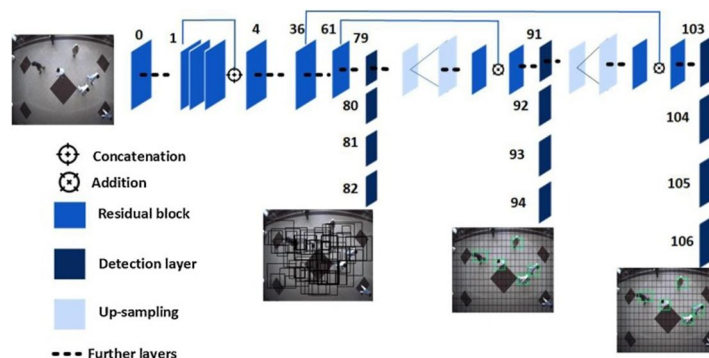 0
1
4
36
61
79
91
103
80
81
82
92
93
94
104
105
106
Concatenation
Addition
Residual block
Detection layer
Up-sampling
Further layers